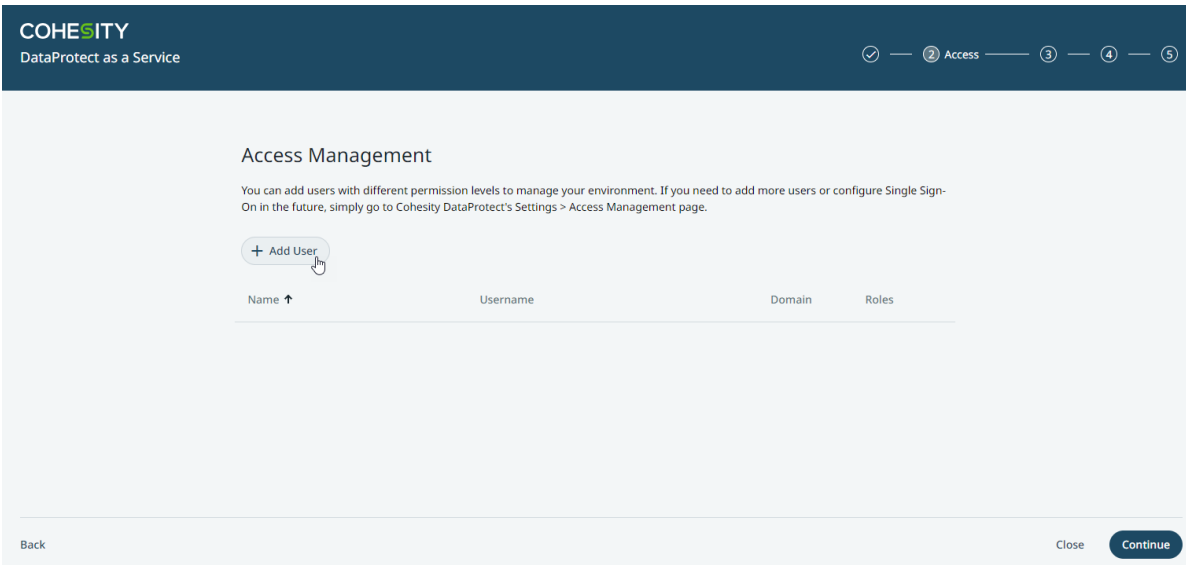 COHESITY
DataProtect as a Service
2 Access
3
4
5
Access Management
You can add users with different permission levels to manage your environment. If you need to add more users or configure Single Sign-
On in the future, simply go to Cohesity DataProtect's Settings > Access Management page.
+ Add User
Name ↑ Username Domain Roles
Back Close Continue